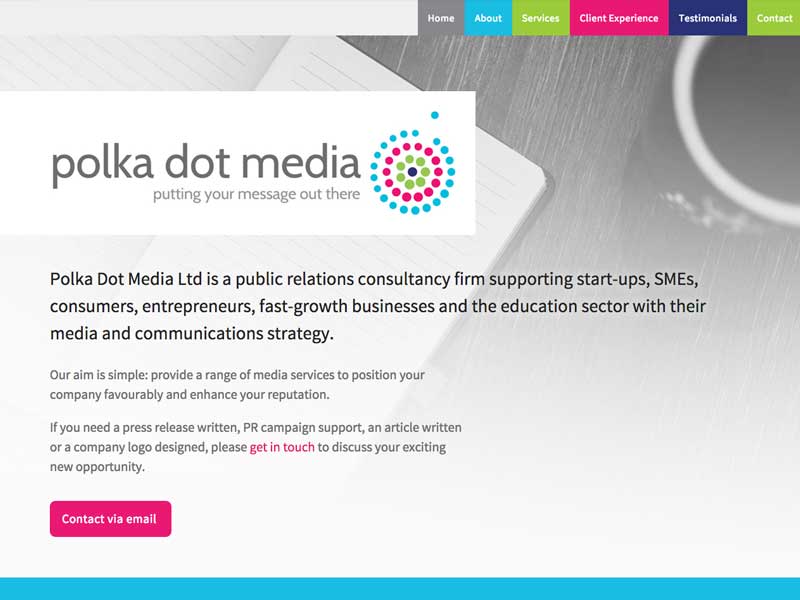 Home About Services Client Experience Testimonials Contact
polka dot media
putting your message out there
Polka Dot Media Ltd is a public relations consultancy firm supporting start-ups, SMEs,
consumers, entrepreneurs, fast-growth businesses and the education sector with their
media and communications strategy.
Our aim is simple: provide a range of media services to position your
company favourably and enhance your reputation.
If you need a press release written, PR campaign support, an article written
or a company logo designed, please get in touch to discuss your exciting
new opportunity.
Contact via email